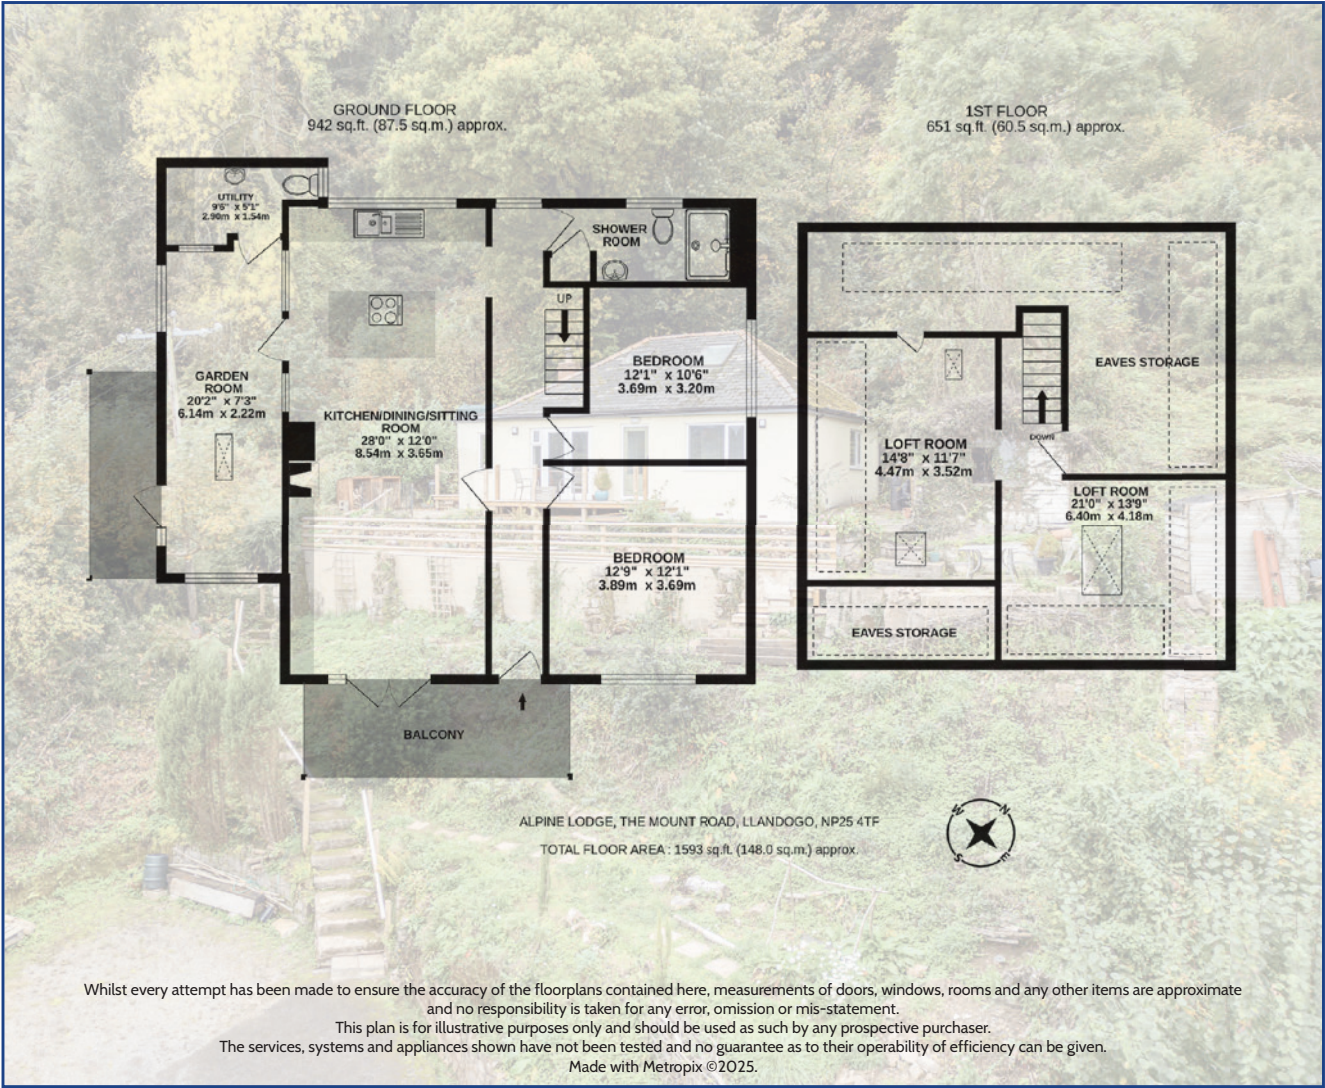 GROUND FLOOR
942 sq.ft. (87.5 sq.m.) approx.
1ST FLOOR
651 sq.ft. (60.5 sq.m.) approx.
UTILITY
9'6" x 5'1"
2.90m x 1.54m
SHOWER
ROOM
UP
BEDROOM
12'1" x 10'6"
3.69m x 3.20m
GARDEN
ROOM
20'2" x 7'3"
6.14m x 2.22m
KITCHEN/DINING/SITTING
ROOM
28'0" x 12'0"
8.54m x 3.65m
BEDROOM
12'9" x 12'1"
3.89m x 3.69m
BALCONY
EAVES STORAGE
LOFT ROOM
14'8" x 11'7"
4.47m x 3.52m
DOWN
LOFT ROOM
21'0" x 13'9"
6.40m x 4.18m
EAVES STORAGE
ALPINE LODGE, THE MOUNT ROAD, LLANDOGO, NP25 4TF
TOTAL FLOOR AREA : 1593 sq.ft. (148.0 sq.m.) approx.
W
N
S
E
Whilst every attempt has been made to ensure the accuracy of the floorplans contained here, measurements of doors, windows, rooms and any other items are approximate
and no responsibility is taken for any error, omission or mis-statement.
This plan is for illustrative purposes only and should be used as such by any prospective purchaser.
The services, systems and appliances shown have not been tested and no guarantee as to their operability of efficiency can be given.
Made with Metropix ©2025.